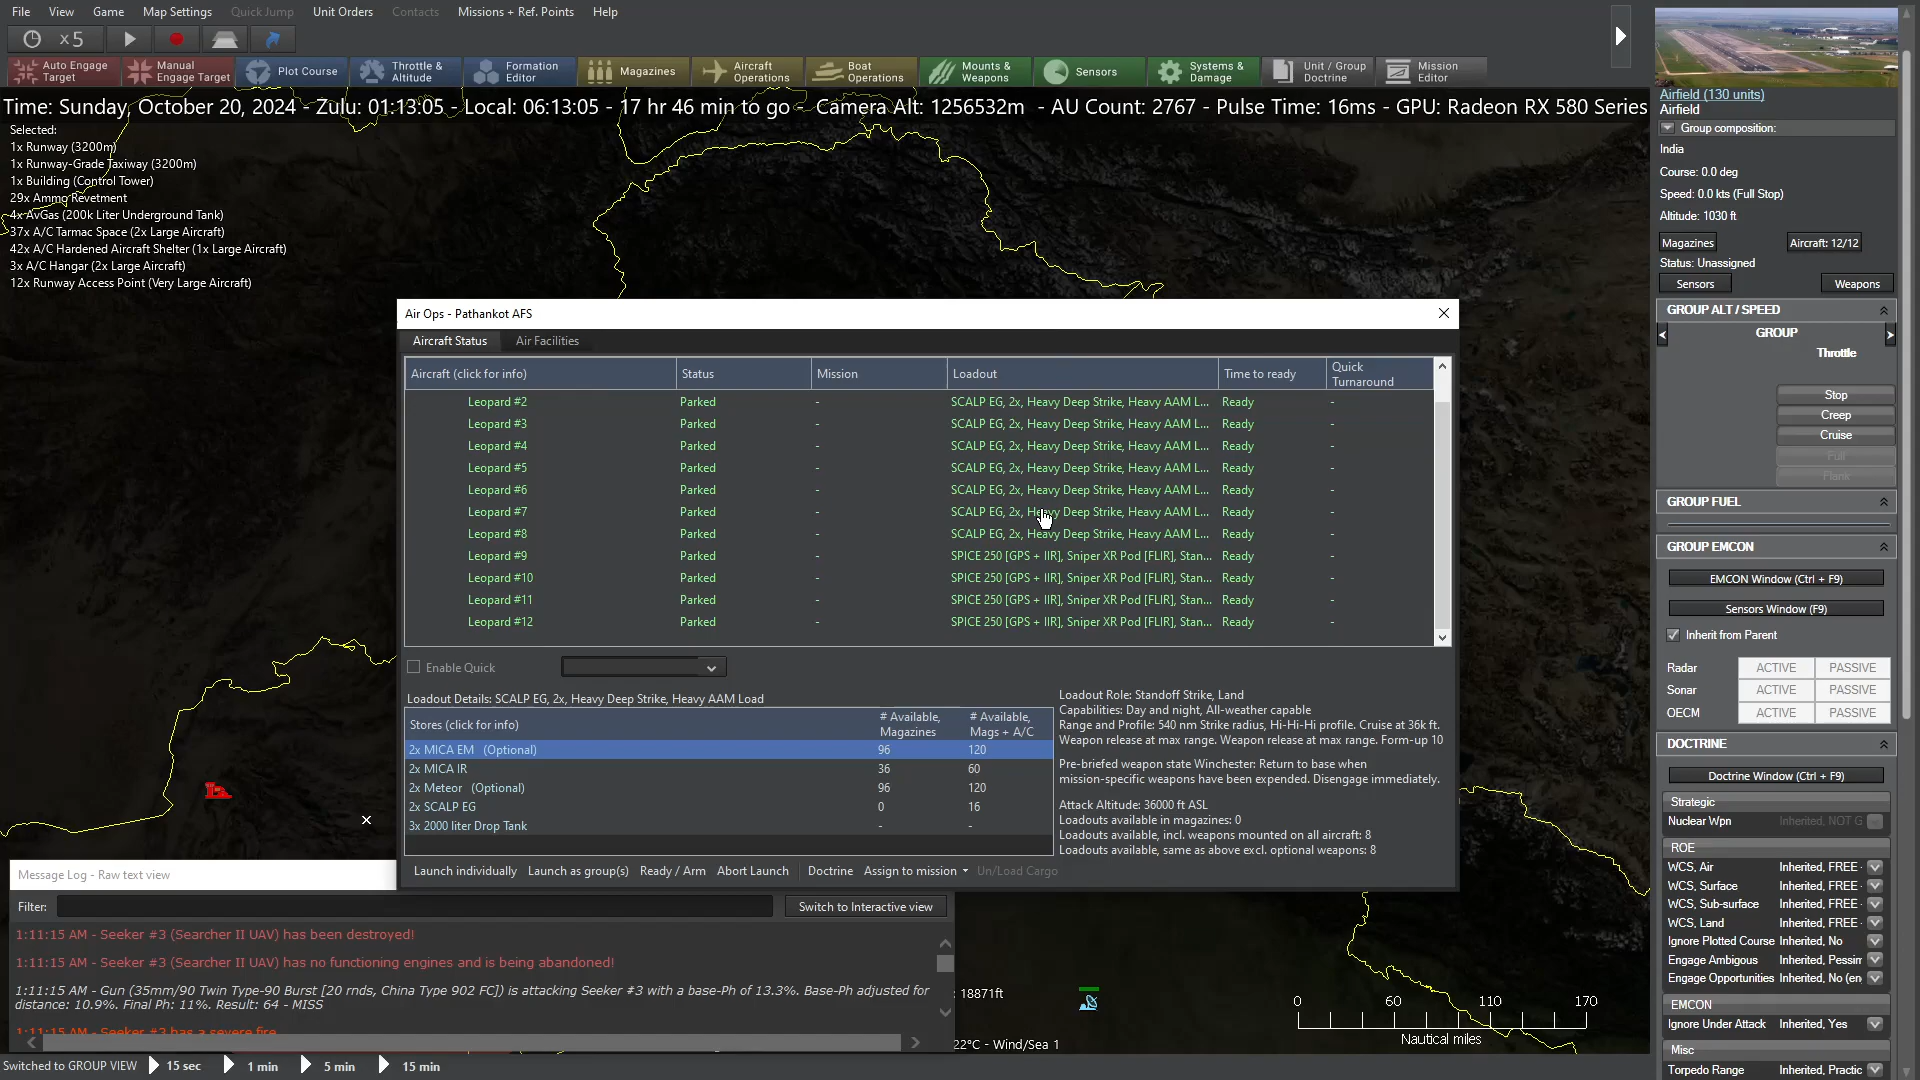 File View Game Map Settings Quick Jump Unit Orders Contacts Missions + Ref. Points Help
x5
Auto Engage Target
Manual Engage Target
Plot Course
Throttle & Altitude
Formation Editor
Magazines
Aircraft Operations
Boat Operations
Mounts & Weapons
Sensors
Systems & Damage
Unit / Group Doctrine
Mission Editor
Time: Sunday, October 20, 2024 - Zulu: 01:13:05 - Local: 06:13:05 - 17 hr 46 min to go - Camera Alt: 1256532m - AU Count: 2767 - Pulse Time: 16ms - GPU: Radeon RX 580 Series
Selected:
1x Runway (3200m)
1x Runway-Grade Taxiway (3200m)
1x Building (Control Tower)
29x Ammo Revetment
4x AvGas (200k Liter Underground Tank)
37x A/C Tarmac Space (2x Large Aircraft)
42x A/C Hardened Aircraft Shelter (1x Large Aircraft)
3x A/C Hangar (2x Large Aircraft)
12x Runway Access Point (Very Large Aircraft)
Air Ops - Pathankot AFS
Aircraft Status Air Facilities
Aircraft (click for info) Status Mission Loadout Time to ready Quick Turnaround
Leopard #2 Parked - SCALP EG, 2x, Heavy Deep Strike, Heavy AAM L... Ready -
Leopard #3 Parked - SCALP EG, 2x, Heavy Deep Strike, Heavy AAM L... Ready -
Leopard #4 Parked - SCALP EG, 2x, Heavy Deep Strike, Heavy AAM L... Ready -
Leopard #5 Parked - SCALP EG, 2x, Heavy Deep Strike, Heavy AAM L... Ready -
Leopard #6 Parked - SCALP EG, 2x, Heavy Deep Strike, Heavy AAM L... Ready -
Leopard #7 Parked - SCALP EG, 2x, Heavy Deep Strike, Heavy AAM L... Ready -
Leopard #8 Parked - SCALP EG, 2x, Heavy Deep Strike, Heavy AAM L... Ready -
Leopard #9 Parked - SPICE 250 [GPS + IIR], Sniper XR Pod [FLIR], Stan... Ready -
Leopard #10 Parked - SPICE 250 [GPS + IIR], Sniper XR Pod [FLIR], Stan... Ready -
Leopard #11 Parked - SPICE 250 [GPS + IIR], Sniper XR Pod [FLIR], Stan... Ready -
Leopard #12 Parked - SPICE 250 [GPS + IIR], Sniper XR Pod [FLIR], Stan... Ready -
Enable Quick
Loadout Details: SCALP EG, 2x, Heavy Deep Strike, Heavy AAM Load
Stores (click for info) # Available, Magazines # Available, Mags + A/C
2x MICA EM (Optional) 96 120
2x MICA IR 36 60
2x Meteor (Optional) 96 120
2x SCALP EG 0 16
3x 2000 liter Drop Tank - -
Loadout Role: Standoff Strike, Land
Capabilities: Day and night, All-weather capable
Range and Profile: 540 nm Strike radius, Hi-Hi-Hi profile. Cruise at 36k ft.
Weapon release at max range. Weapon release at max range. Form-up 10
Pre-briefed weapon state Winchester: Return to base when
mission-specific weapons have been expended. Disengage immediately.
Attack Altitude: 36000 ft ASL
Loadouts available in magazines: 0
Loadouts available, incl. weapons mounted on all aircraft: 8
Loadouts available, same as above excl. optional weapons: 8
Launch individually Launch as group(s) Ready / Arm Abort Launch Doctrine Assign to mission Un/Load Cargo
Message Log - Raw text view
Filter: Switch to Interactive view
1:11:15 AM - Seeker #3 (Searcher II UAV) has been destroyed!
1:11:15 AM - Seeker #3 (Searcher II UAV) has no functioning engines and is being abandoned!
1:11:15 AM - Gun (35mm/90 Twin Type-90 Burst [20 rnds, China Type 902 FC]) is attacking Seeker #3 with a base-Ph of 13.3%. Base-Ph adjusted for
distance: 10.9%. Final Ph: 11%. Result: 64 - MISS
1:11:15 AM - Seeker #3 has a severe fire
: 18871ft
22°C - Wind/Sea 1
0 60 110 170
Nautical miles
Switched to GROUP VIEW 15 sec 1 min 5 min 15 min
Airfield (130 units)
Airfield
Group composition:
India
Course: 0.0 deg
Speed: 0.0 kts (Full Stop)
Altitude: 1030 ft
Magazines Aircraft: 12/12
Status: Unassigned
Sensors Weapons
GROUP ALT / SPEED
GROUP
Throttle
Stop
Creep
Cruise
Full
Flank
GROUP FUEL
GROUP EMCON
EMCON Window (Ctrl + F9)
Sensors Window (F9)
Inherit from Parent
Radar ACTIVE PASSIVE
Sonar ACTIVE PASSIVE
OECM ACTIVE PASSIVE
DOCTRINE
Doctrine Window (Ctrl + F9)
Strategic
Nuclear Wpn Inherited, NOT G
ROE
WCS, Air Inherited, FREE
WCS, Surface Inherited, FREE
WCS, Sub-surface Inherited, FREE
WCS, Land Inherited, FREE
Ignore Plotted Course Inherited, No
Engage Ambiguous Inherited, Pessim
Engage Opportunities Inherited, No (en
EMCON
Ignore Under Attack Inherited, Yes
Misc
Torpedo Range Inherited, Practic